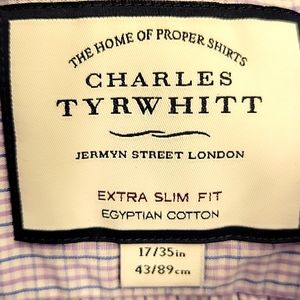 THE HOME OF PROPER SHIRTS
CHARLES
TYRWHITT
JERMYN STREET LONDON
EXTRA SLIM FIT
EGYPTIAN COTTON
17/35in
43/89cm